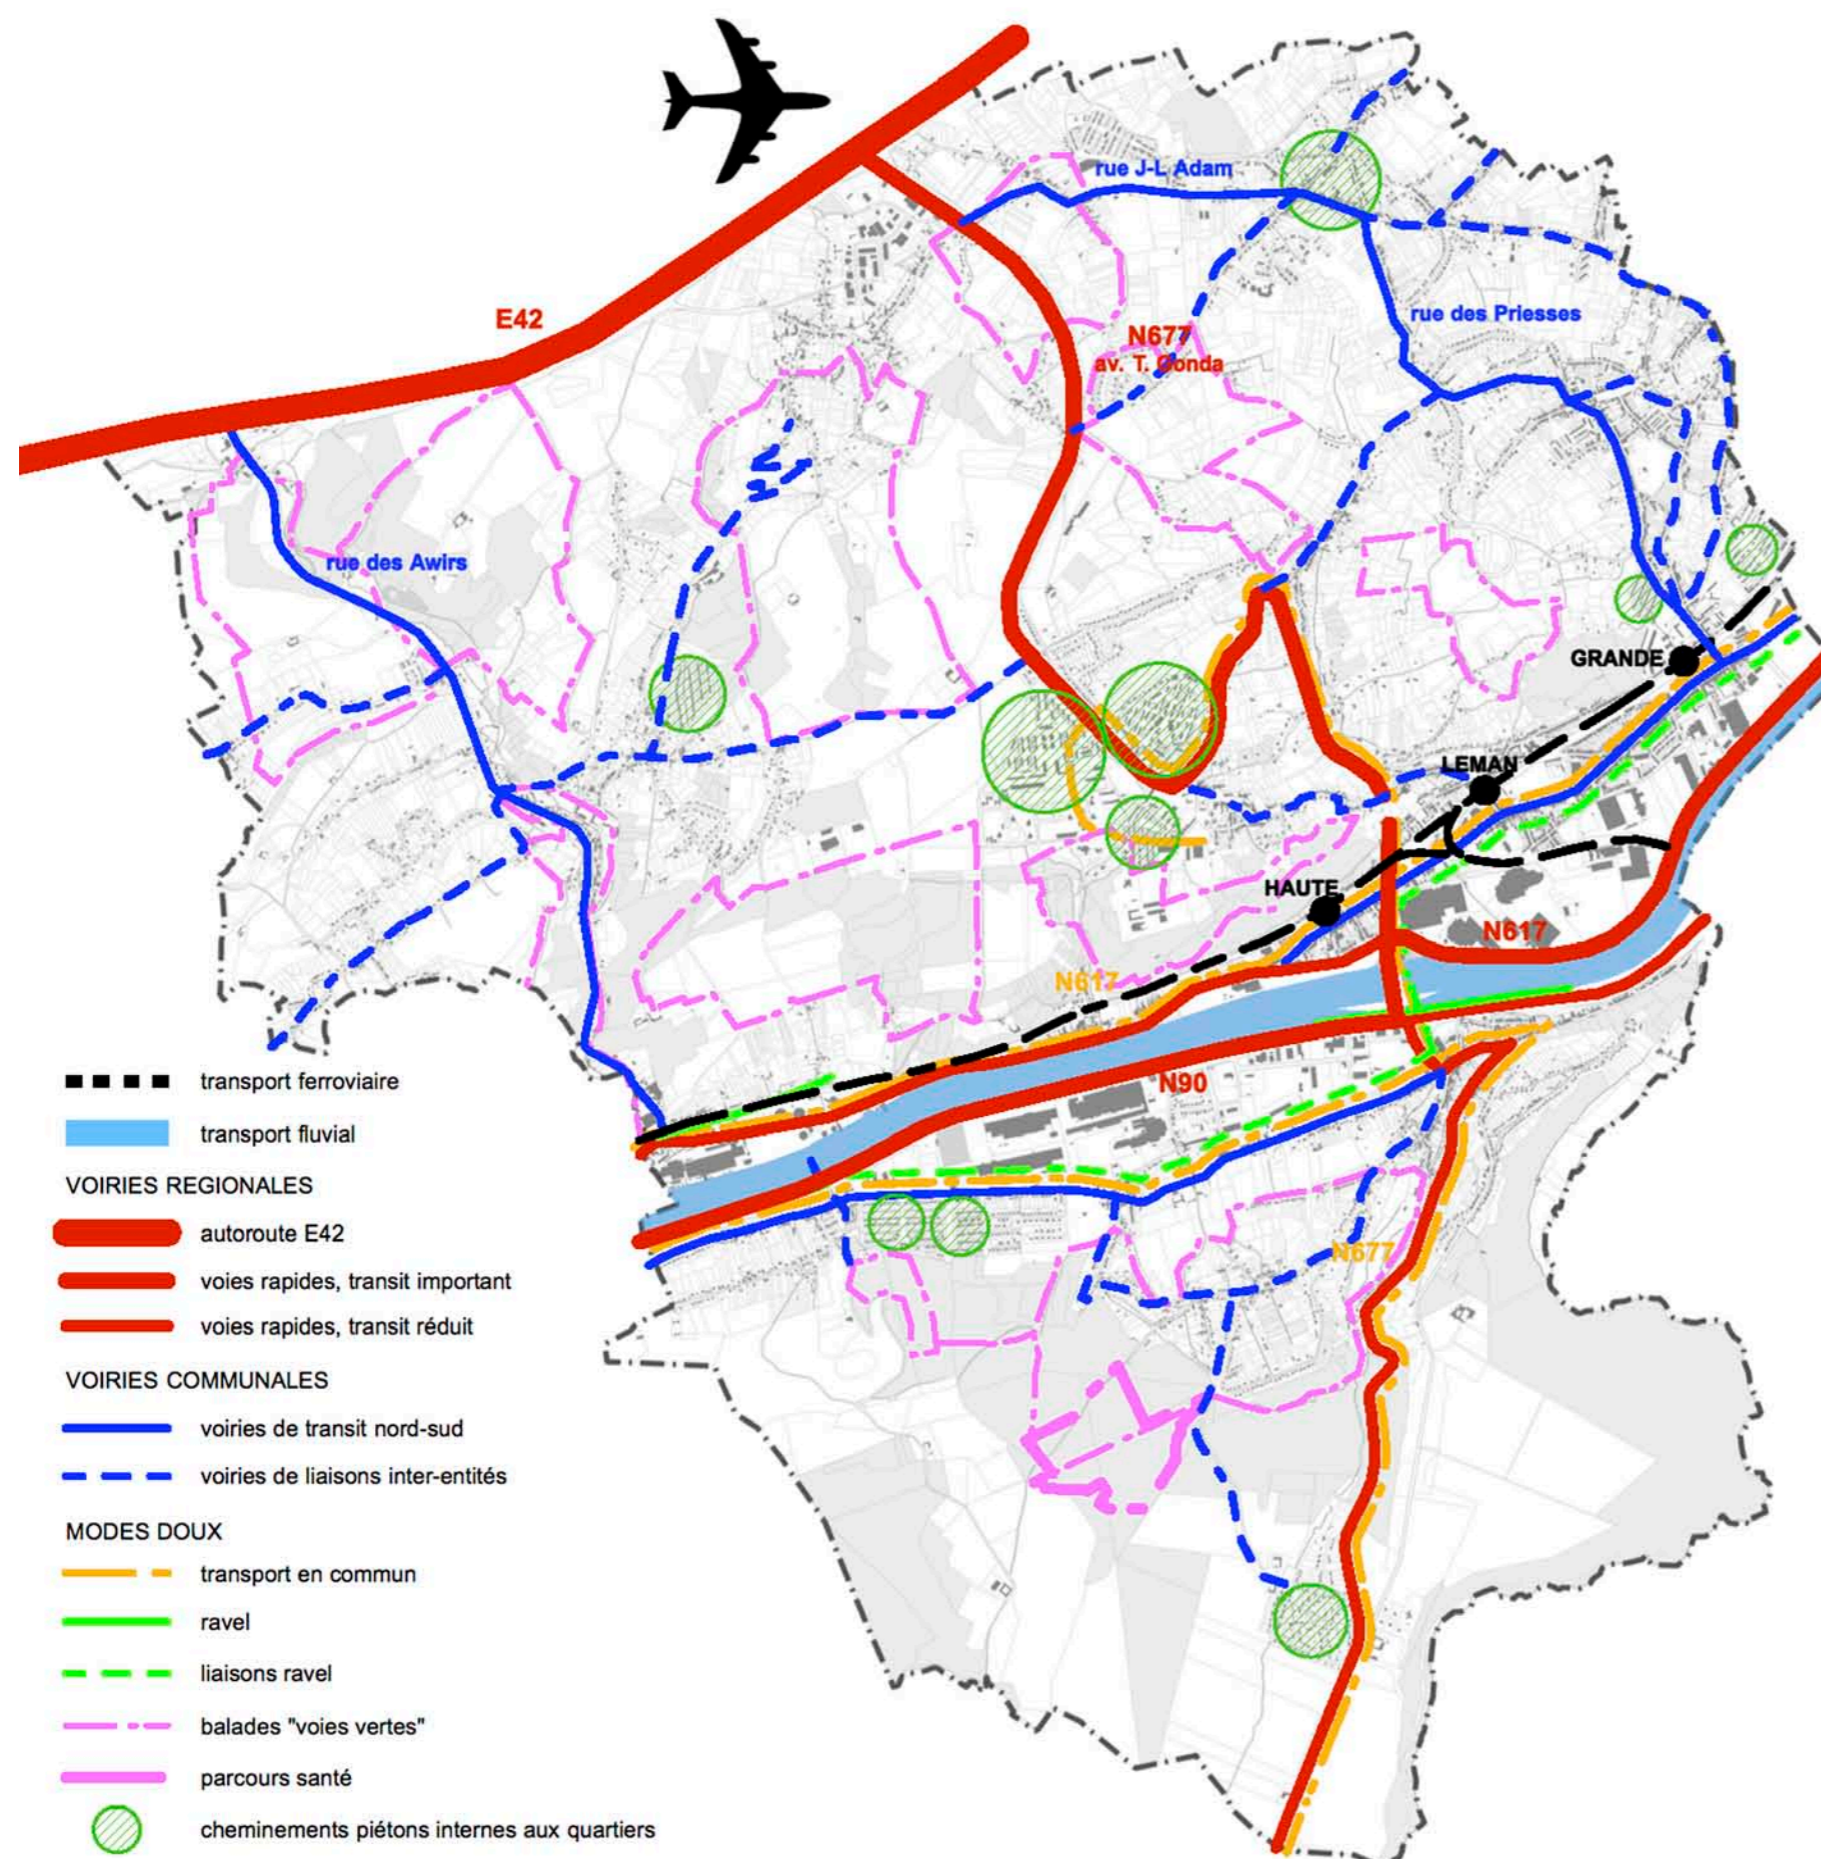 rue J-L Adam
E42
rue des Priesses
N677
av. T. Gonda
rue des Awirs
GRANDE
LEMAN
HAUTE
N617
N617
N90
N677
transport ferroviaire
transport fluvial
VOIRIES REGIONALES
autoroute E42
voies rapides, transit important
voies rapides, transit réduit
VOIRIES COMMUNALES
voiries de transit nord-sud
voiries de liaisons inter-entités
MODES DOUX
transport en commun
ravel
liaisons ravel
balades "voies vertes"
parcours santé
cheminements piétons internes aux quartiers